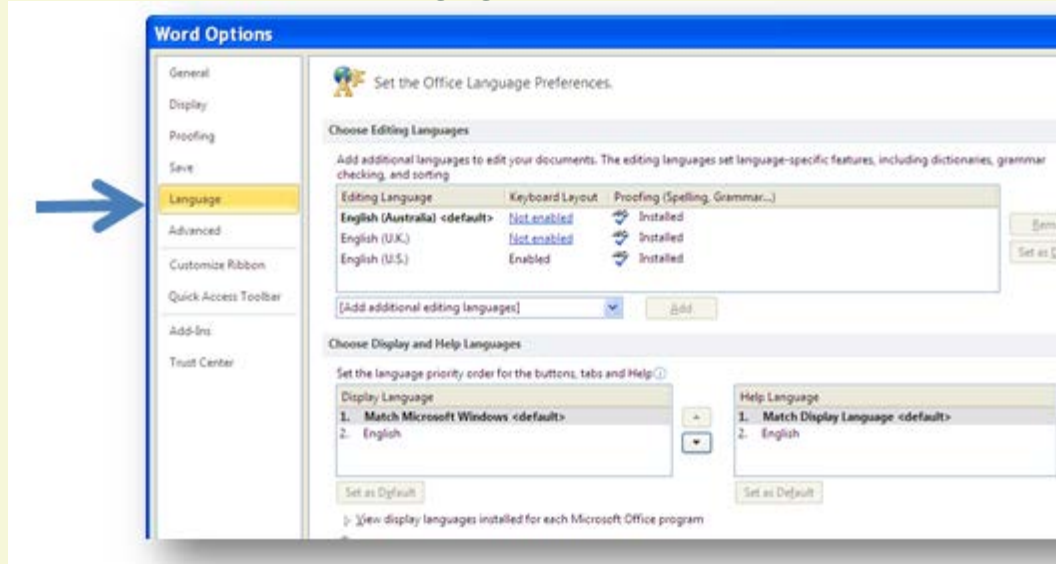 Word Options
General
Display
Proofing
Save
Language
Advanced
Customize Ribbon
Quick Access Toolbar
Add-Ins
Trust Center
Set the Office Language Preferences.
Choose Editing Languages
Add additional languages to edit your documents. The editing languages set language-specific features, including dictionaries, grammar
checking, and sorting
Editing Language Keyboard Layout Proofing (Spelling, Grammar...)
English (Australia) <default> Not enabled Installed
English (U.K.) Not enabled Installed
English (U.S.) Enabled Installed
Set as
[Add additional editing languages] Add
Choose Display and Help Languages
Set the language priority order for the buttons, tabs and Help
Display Language
1. Match Microsoft Windows <default>
2. English
Set as Default
Help Language
1. Match Display Language <default>
2. English
Set as Default
View display languages installed for each Microsoft Office program